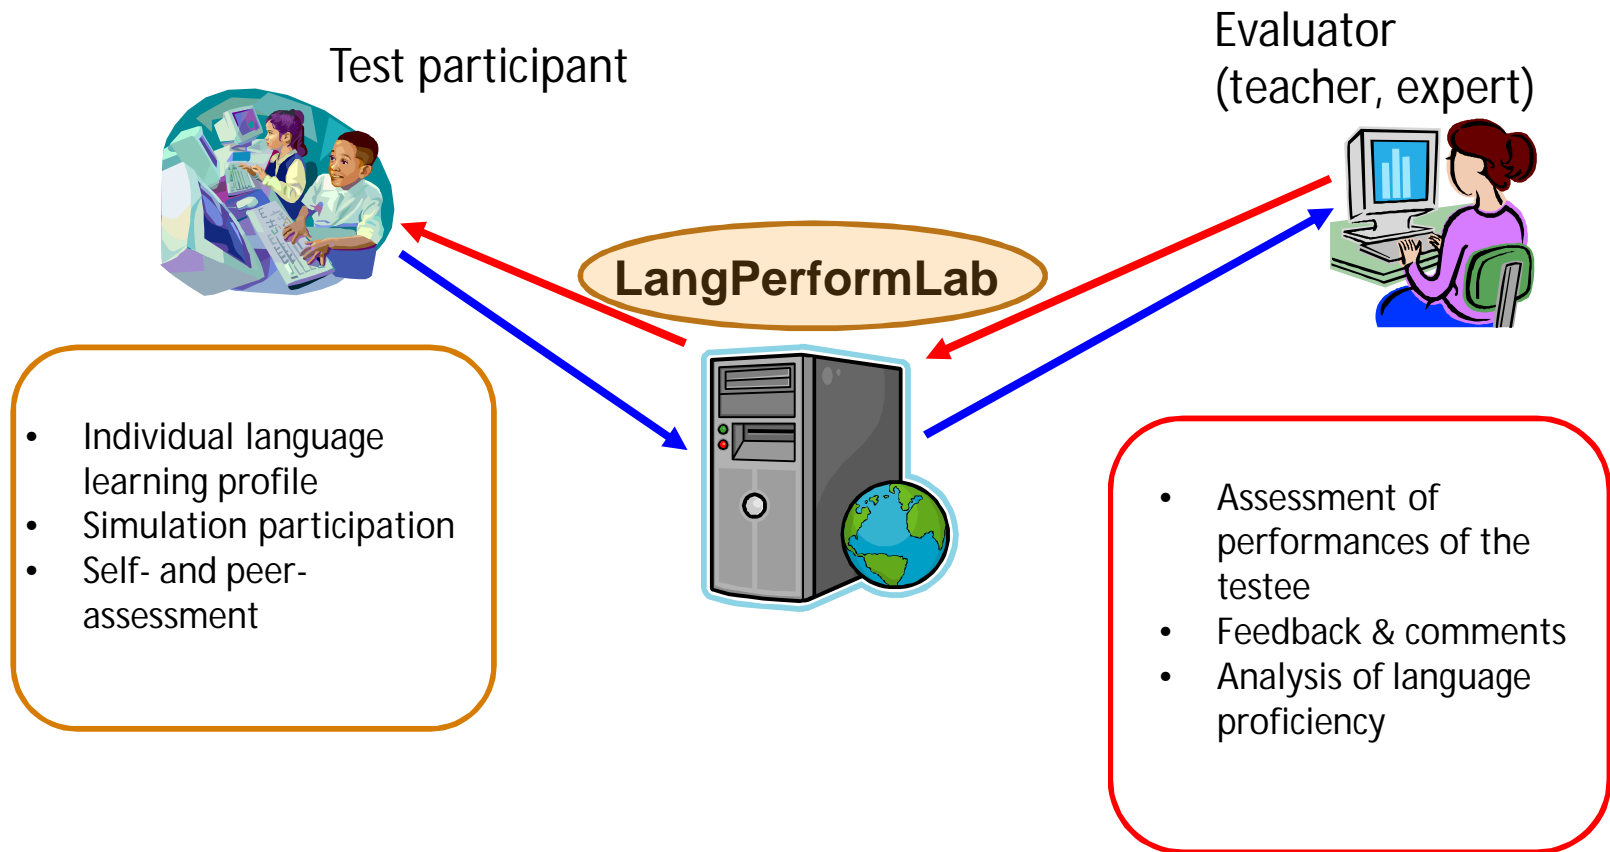 Test participant
Evaluator
(teacher, expert)
LangPerformLab
• Individual language
learning profile
• Simulation participation
• Self- and peer-
assessment
• Assessment of
performances of the
testee
• Feedback & comments
• Analysis of language
proficiency